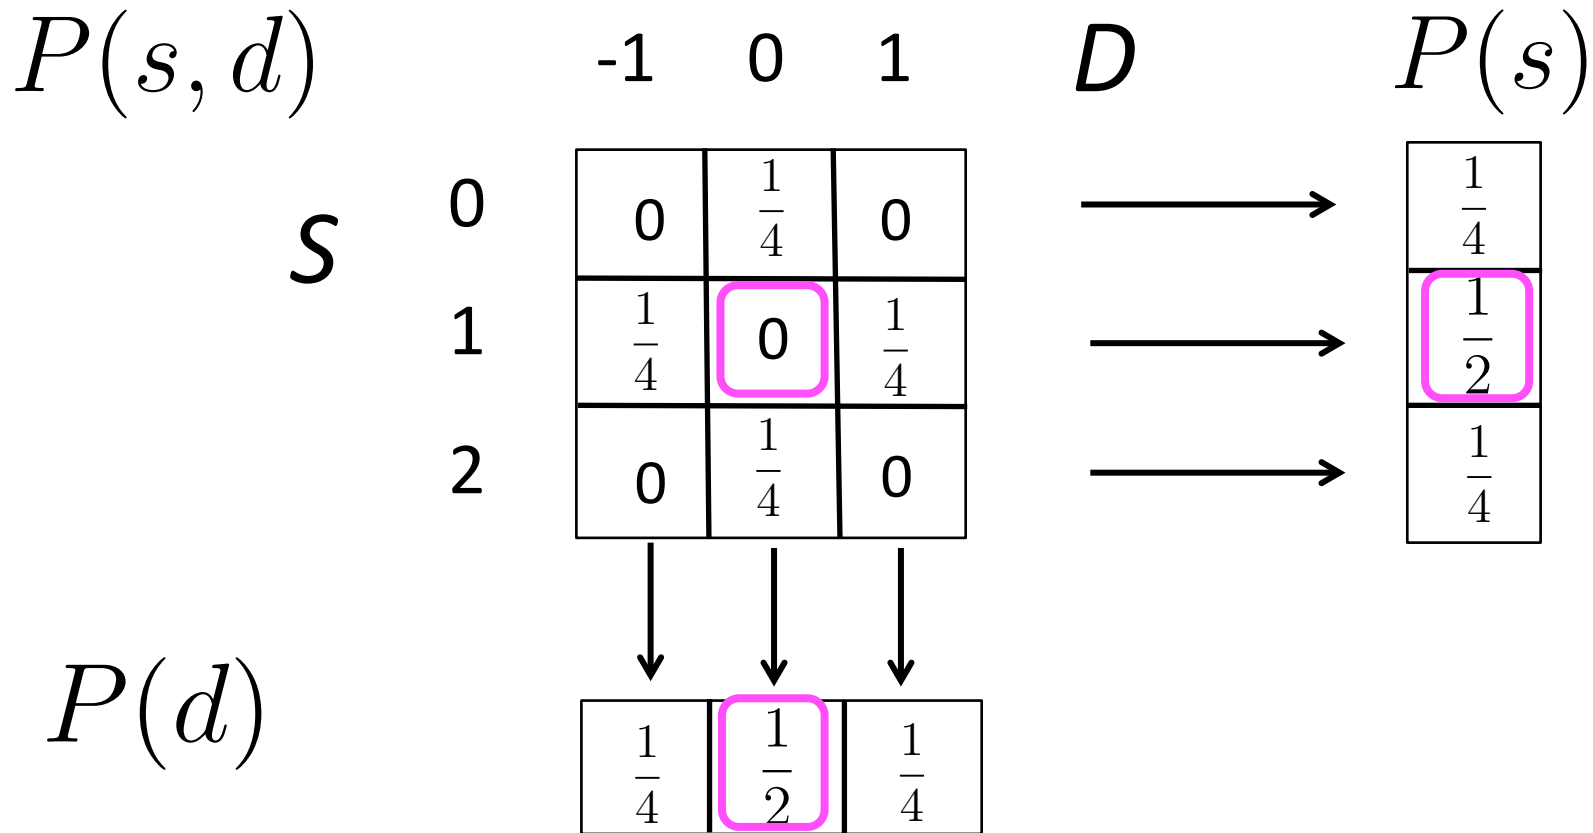 P(s, d) -1 0 1 D P(s)
S
0 0 1/4 0 1/4
1 1/4 0 1/4 1/2
2 0 1/4 0 1/4
P(d) 1/4 1/2 1/4